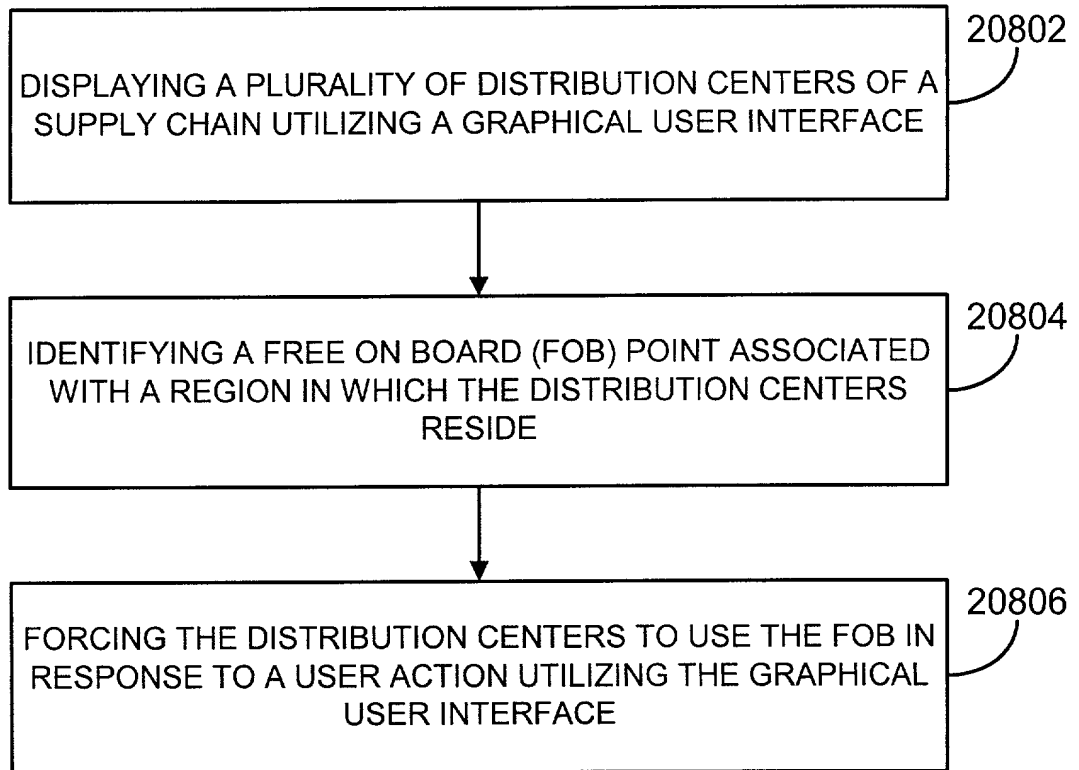 20802
DISPLAYING A PLURALITY OF DISTRIBUTION CENTERS OF A
SUPPLY CHAIN UTILIZING A GRAPHICAL USER INTERFACE
20804
IDENTIFYING A FREE ON BOARD (FOB) POINT ASSOCIATED
WITH A REGION IN WHICH THE DISTRIBUTION CENTERS
RESIDE
20806
FORCING THE DISTRIBUTION CENTERS TO USE THE FOB IN
RESPONSE TO A USER ACTION UTILIZING THE GRAPHICAL
USER INTERFACE